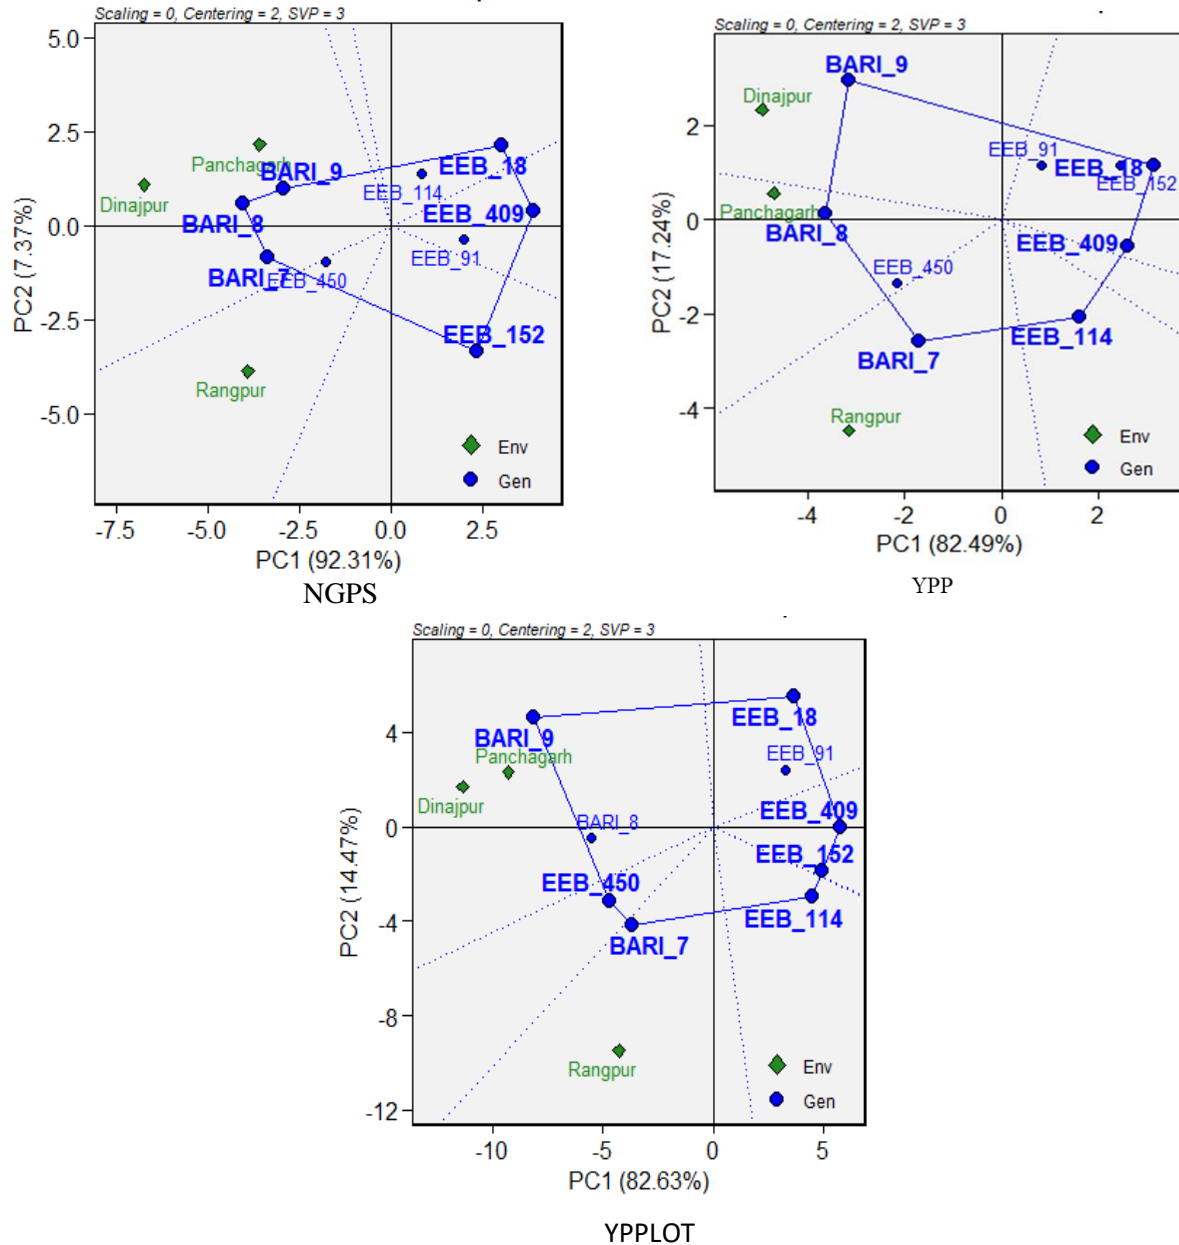 Scaling = 0, Centering = 2, SVP = 3
5.0
2.5
0.0
-2.5
-5.0
PC2 (7.37%)
Panchagarh
BARI_9
EEB_18
EEB_114
Dinajpur
BARI_8
EEB_409
EEB_91
BARI_7
EEB_450
EEB_152
Rangpur
Env
Gen
-7.5 -5.0 -2.5 0.0 2.5
PC1 (92.31%)
NGPS
Scaling = 0, Centering = 2, SVP = 3
2
0
-2
-4
PC2 (17.24%)
BARI_9
Dinajpur
EEB_91
EEB_18
EEB_152
Panchagarh
BARI_8
EEB_409
EEB_450
EEB_114
BARI_7
Rangpur
Env
Gen
-4 -2 0 2
PC1 (82.49%)
YPP
Scaling = 0, Centering = 2, SVP = 3
4
0
-4
-8
-12
PC2 (14.47%)
EEB_18
BARI_9
Panchagarh
EEB_91
Dinajpur
EEB_409
BARI_8
EEB_152
EEB_450
EEB_114
BARI_7
Rangpur
Env
Gen
-10 -5 0 5
PC1 (82.63%)
YPPLOT